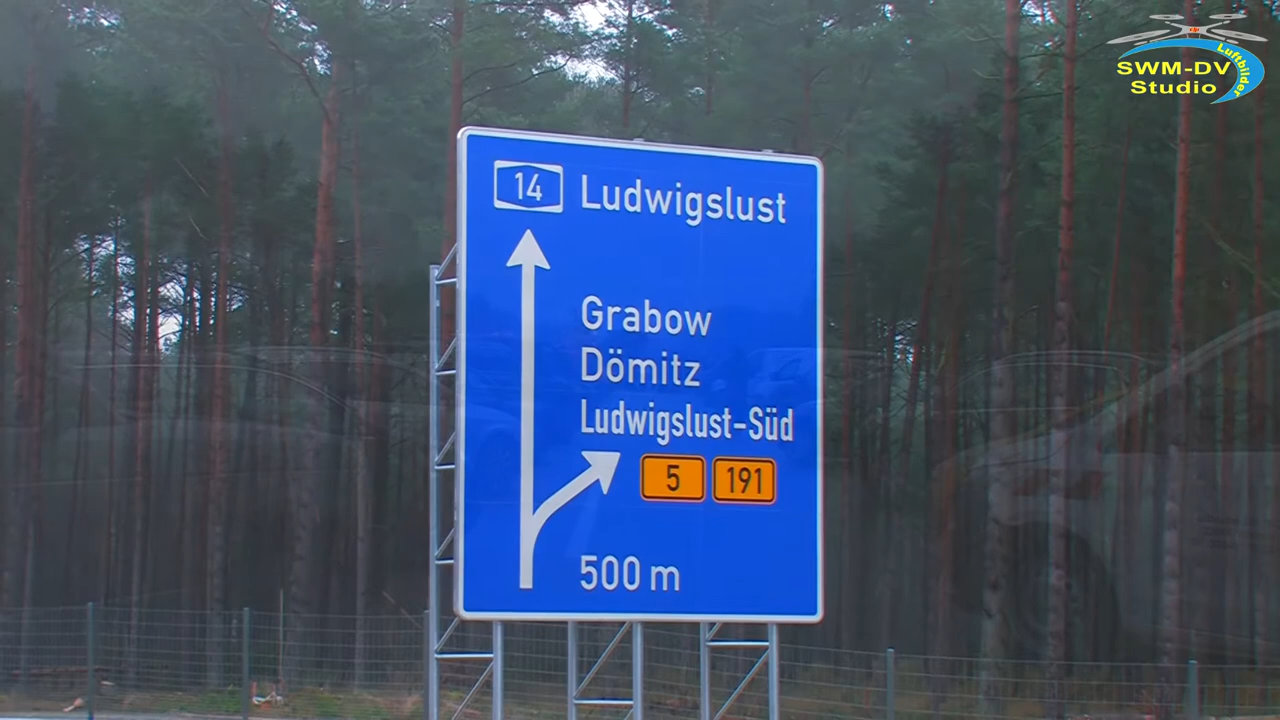 14 Ludwigslust
Grabow
Dömitz
Ludwigslust-Süd
5 191
500 m
SWM-DV
Studio
Luftbilder